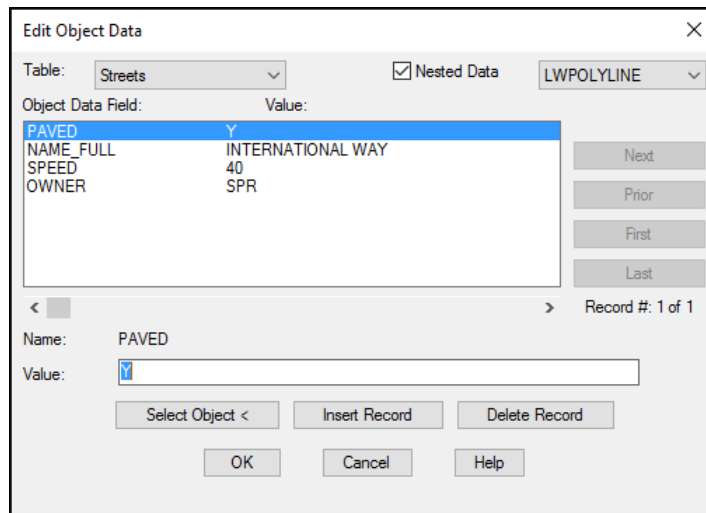 Edit Object Data
Table: Streets Nested Data LWPOLYLINE
Object Data Field: Value:
PAVED Y
NAME_FULL INTERNATIONAL WAY
SPEED 40
OWNER SPR
Next
Prior
First
Last
Record #: 1 of 1
Name: PAVED
Value: Y
Select Object < Insert Record Delete Record
OK Cancel Help